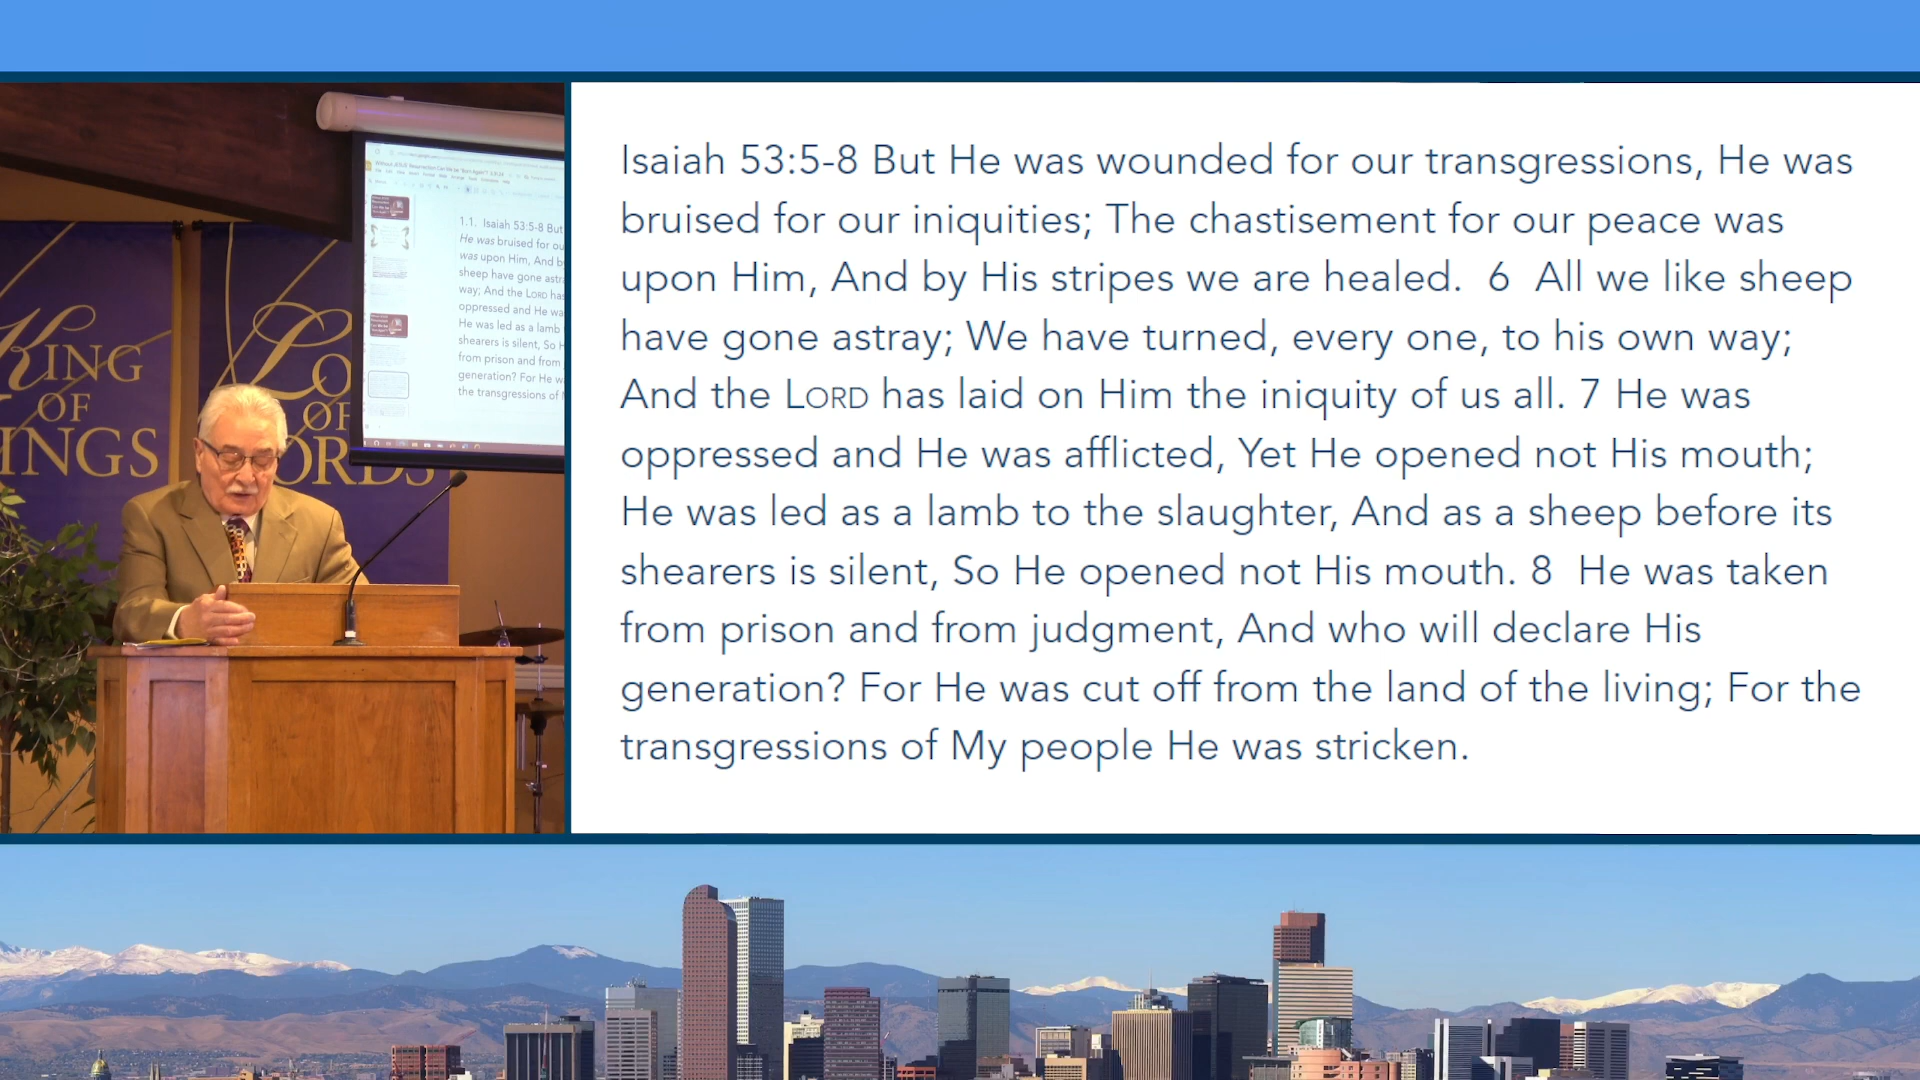 Isaiah 53:5-8 But He was wounded for our transgressions, He was
bruised for our iniquities; The chastisement for our peace was
upon Him, And by His stripes we are healed. 6 All we like sheep
have gone astray; We have turned, every one, to his own way;
And the LORD has laid on Him the iniquity of us all. 7 He was
oppressed and He was afflicted, Yet He opened not His mouth;
He was led as a lamb to the slaughter, And as a sheep before its
shearers is silent, So He opened not His mouth. 8 He was taken
from prison and from judgment, And who will declare His
generation? For He was cut off from the land of the living; For the
transgressions of My people He was stricken.
KING
OF
INGS
LO
OF
ORDS
1.1. Isaiah 53:5-8 But
He was bruised for ou
was upon Him, And b
sheep have gone astr
way; And the LORD has
oppressed and He wa
He was led as a lamb
shearers is silent, So H
from prison and from
generation? For He w
the transgressions of